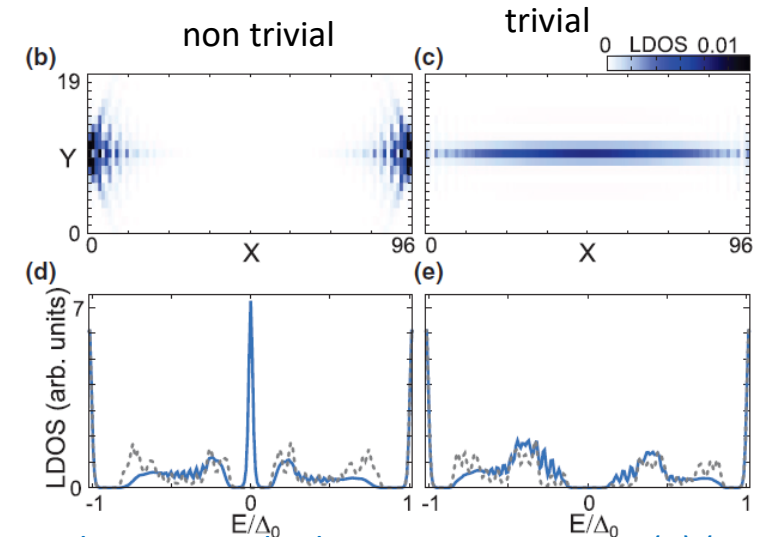 non trivial
trivial
(b)
(c)
0 LDOS 0.01
19
Y
0
0
X
96
0
X
96
(d)
(e)
7
LDOS (arb. units)
0
-1
0
1
E/Δ₀
-1
0
1
E/Δ₀